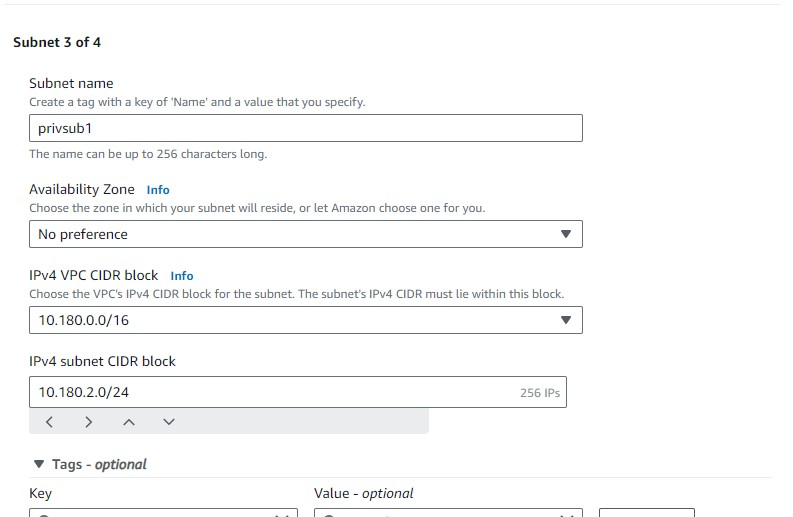 Subnet 3 of 4
Subnet name
Create a tag with a key of 'Name' and a value that you specify.
privsub1
The name can be up to 256 characters long.
Availability Zone Info
Choose the zone in which your subnet will reside, or let Amazon choose one for you.
No preference
IPv4 VPC CIDR block Info
Choose the VPC's IPv4 CIDR block for the subnet. The subnet's IPv4 CIDR must lie within this block.
10.180.0.0/16
IPv4 subnet CIDR block
10.180.2.0/24 256 IPs
Tags - optional
Key Value - optional